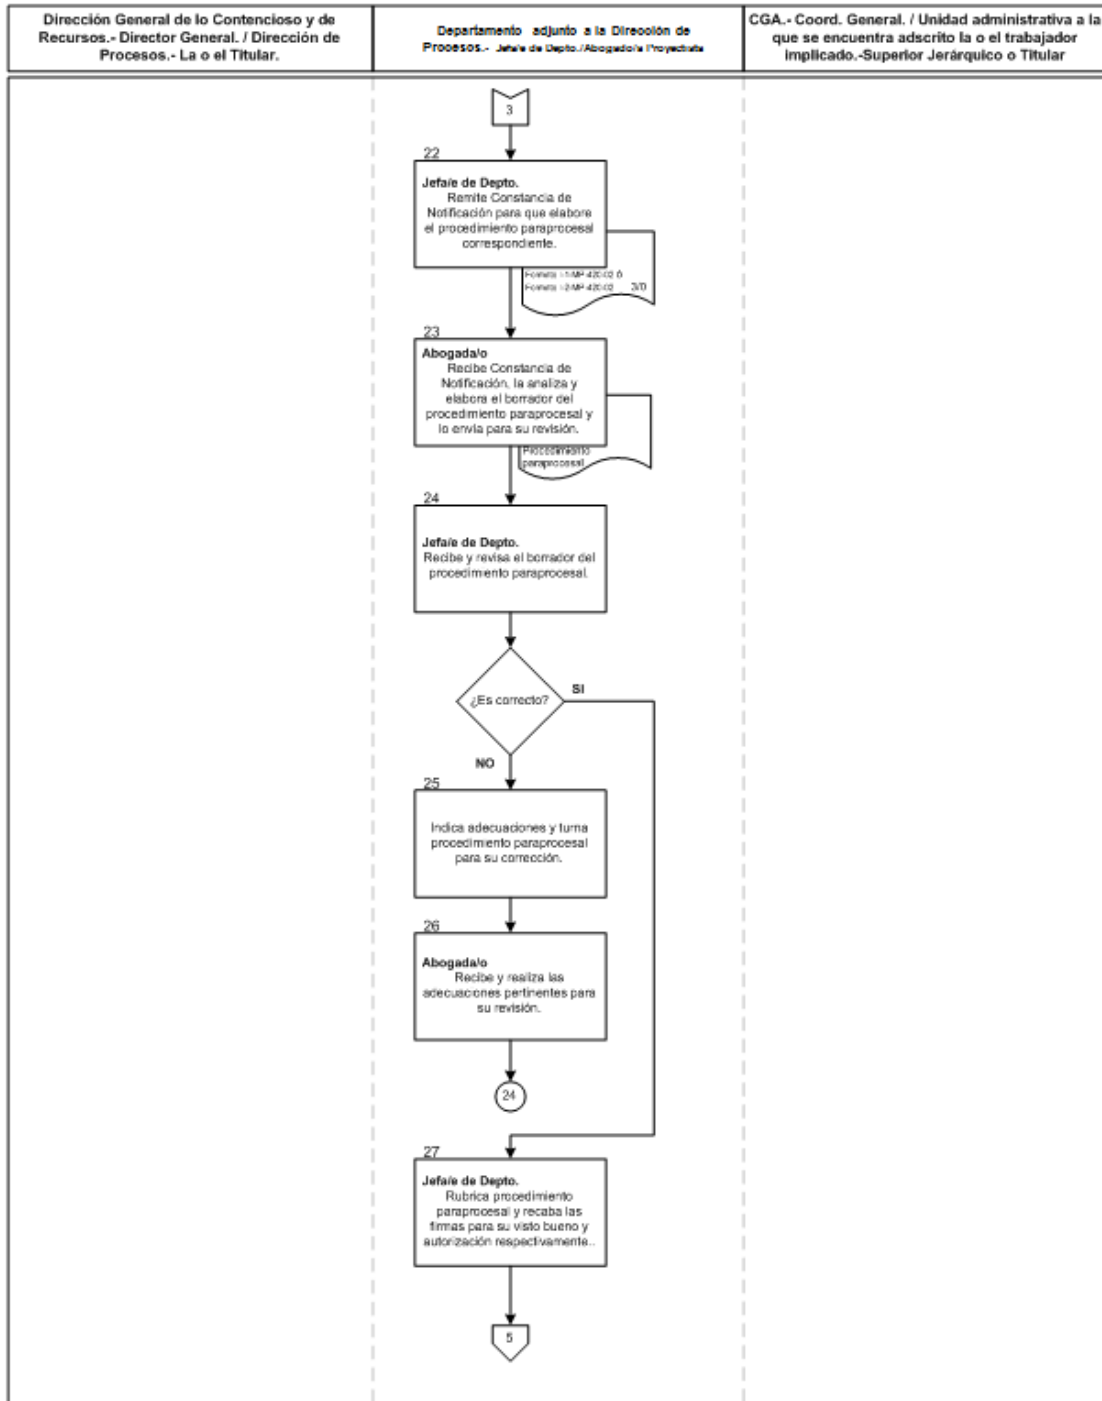 Dirección General de lo Contencioso y de
Recursos.- Director General. / Dirección de
Procesos.- La o el Titular.
Departamento adjunto a la Dirección de
Procesos.- Jefa/e de Depto./Abogado/a Proyectista
CGA.- Coord. General. / Unidad administrativa a la
que se encuentra adscrito la o el trabajador
implicado.-Superior Jerárquico o Titular
3
22
Jefa/e de Depto.
Remite Constancia de
Notificación para que elabore
el procedimiento paraprocesal
correspondiente.
Formato
Formato 3/0
23
Abogada/o
Recibe Constancia de
Notificación, la analiza y
elabora el borrador del
procedimiento paraprocesal y
lo envía para su revisión.
Procedimiento
paraprocesal
24
Jefa/e de Depto.
Recibe y revisa el borrador del
procedimiento paraprocesal.
¿Es correcto?
SI
NO
25
Indica adecuaciones y turna
procedimiento paraprocesal
para su corrección.
26
Abogada/o
Recibe y realiza las
adecuaciones pertinentes para
su revisión.
24
27
Jefa/e de Depto.
Rubrica procedimiento
paraprocesal y recaba las
firmas para su visto bueno y
autorización respectivamente..
5